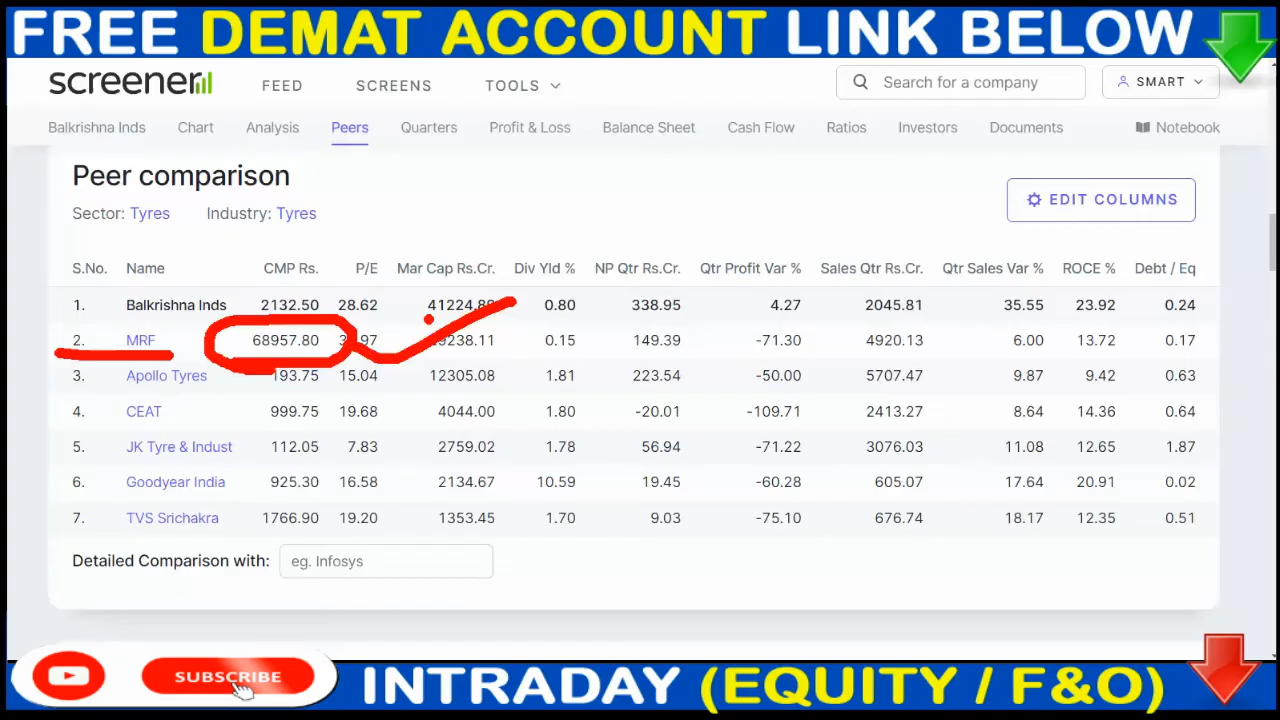 FREE DEMAT ACCOUNT LINK BELOW
screener FEED SCREENS TOOLS Search for a company SMART
Balkrishna Inds Chart Analysis Peers Quarters Profit & Loss Balance Sheet Cash Flow Ratios Investors Documents Notebook
Peer comparison
Sector: Tyres Industry: Tyres EDIT COLUMNS
S.No. Name CMP Rs. P/E Mar Cap Rs.Cr. Div Yld % NP Qtr Rs.Cr. Qtr Profit Var % Sales Qtr Rs.Cr. Qtr Sales Var % ROCE % Debt / Eq
1. Balkrishna Inds 2132.50 28.62 41224.80 0.80 338.95 4.27 2045.81 35.55 23.92 0.24
2. MRF 68957.80 0.15 149.39 -71.30 4920.13 6.00 13.72 0.17
3. Apollo Tyres 193.75 15.04 12305.08 1.81 223.54 -50.00 5707.47 9.87 9.42 0.63
4. CEAT 999.75 19.68 4044.00 1.80 -20.01 -109.71 2413.27 8.64 14.36 0.64
5. JK Tyre & Indust 112.05 7.83 2759.02 1.78 56.94 -71.22 3076.03 11.08 12.65 1.87
6. Goodyear India 925.30 16.58 2134.67 10.59 19.45 -60.28 605.07 17.64 20.91 0.02
7. TVS Srichakra 1766.90 19.20 1353.45 1.70 9.03 -75.10 676.74 18.17 12.35 0.51
Detailed Comparison with: eg. Infosys
SUBSCRIBE INTRADAY (EQUITY / F&O)